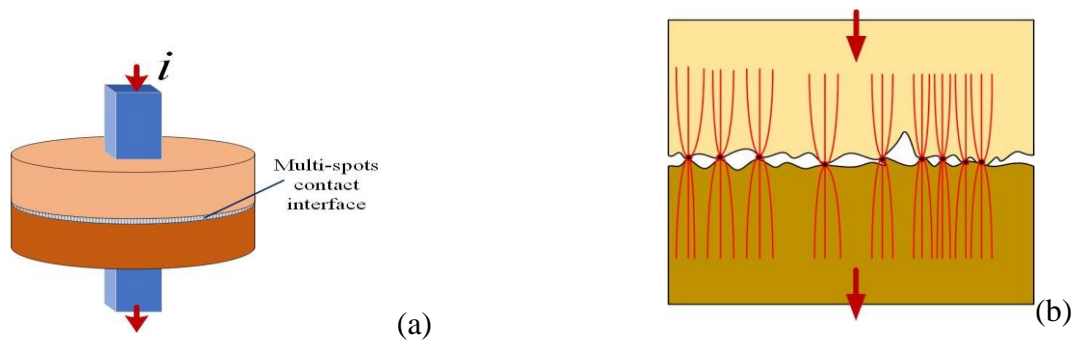 i
Multi-spots
contact
interface
(a)
(b)